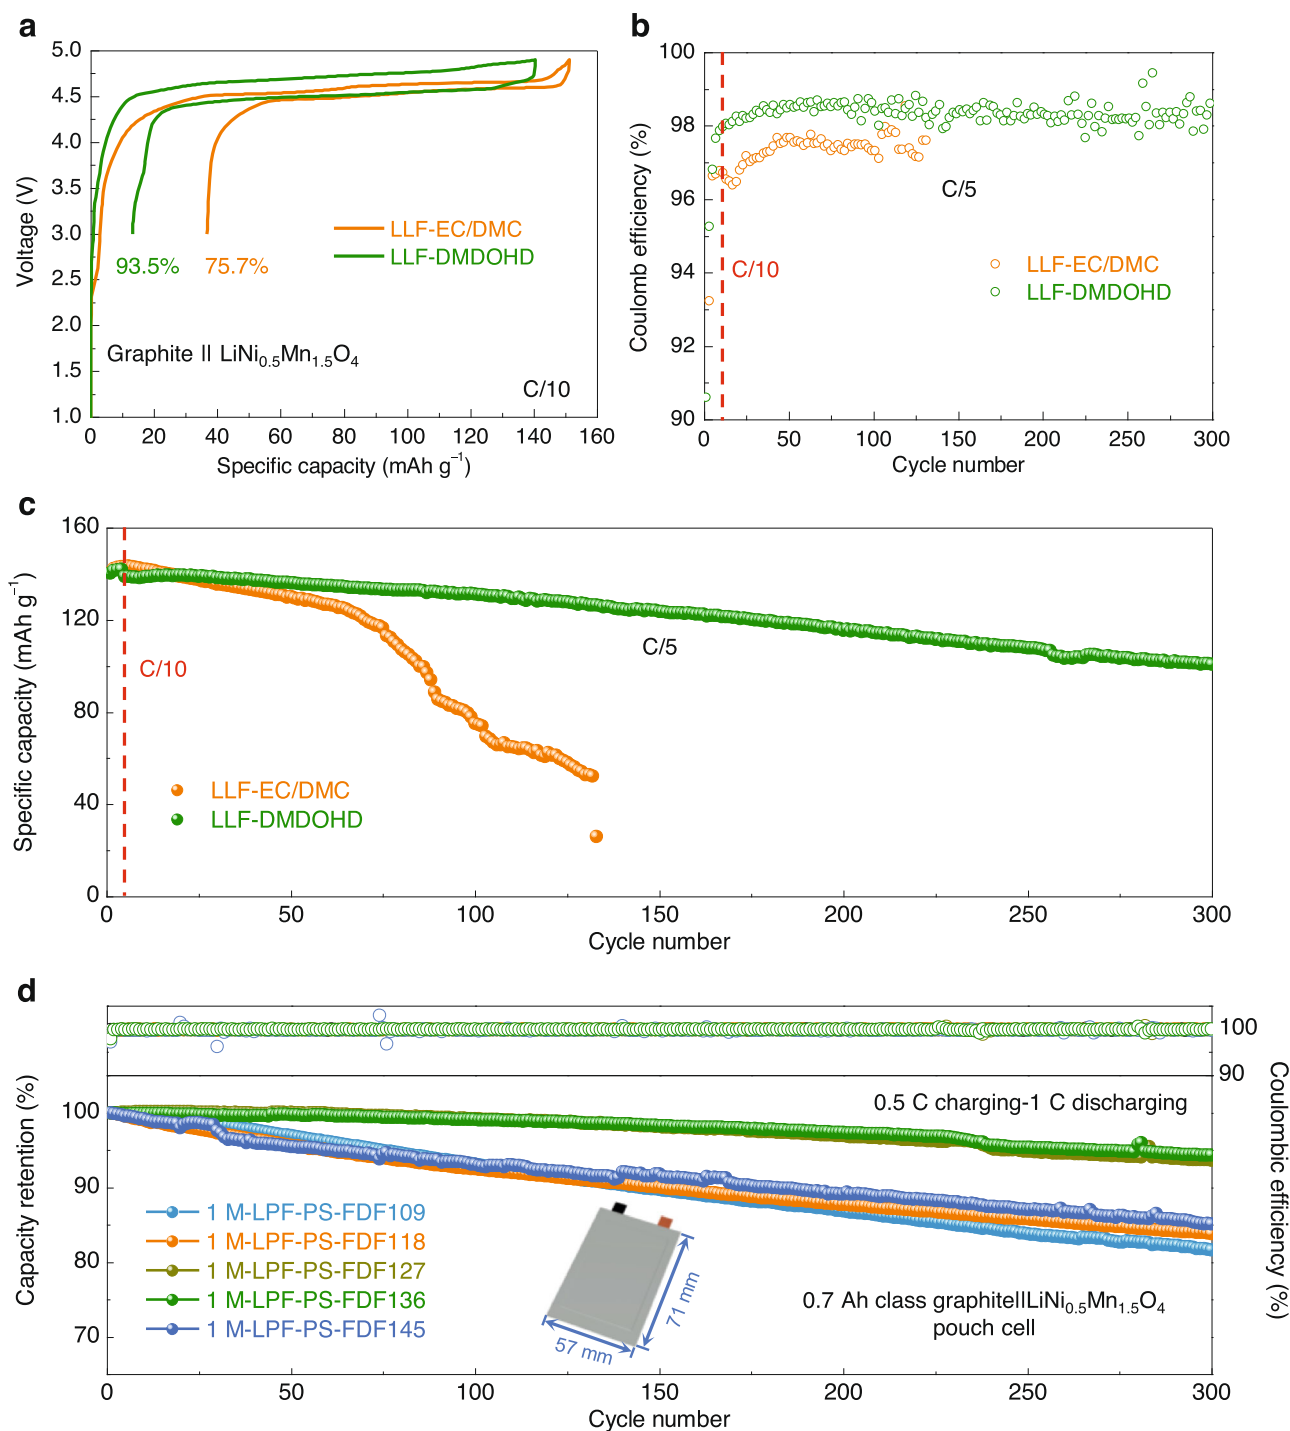 a
5.0
4.5
4.0
3.5
3.0
2.5
2.0
1.5
1.0
Voltage (V)
LLF-EC/DMC
LLF-DMDOHD
93.5%
75.7%
Graphite || LiNi0.5Mn1.5O4
C/10
0 20 40 60 80 100 120 140 160
Specific capacity (mAh g−1)
b
100
98
96
94
92
90
Coulomb efficiency (%)
C/5
C/10
LLF-EC/DMC
LLF-DMDOHD
0 50 100 150 200 250 300
Cycle number
c
160
120
80
40
0
Specific capacity (mAh g−1)
C/10
C/5
LLF-EC/DMC
LLF-DMDOHD
0 50 100 150 200 250 300
Cycle number
d
100
90
Coulombic efficiency (%)
100
90
80
70
Capacity retention (%)
0.5 C charging-1 C discharging
1 M-LPF-PS-FDF109
1 M-LPF-PS-FDF118
1 M-LPF-PS-FDF127
1 M-LPF-PS-FDF136
1 M-LPF-PS-FDF145
71 mm
57 mm
0.7 Ah class graphite||LiNi0.5Mn1.5O4
pouch cell
0 50 100 150 200 250 300
Cycle number